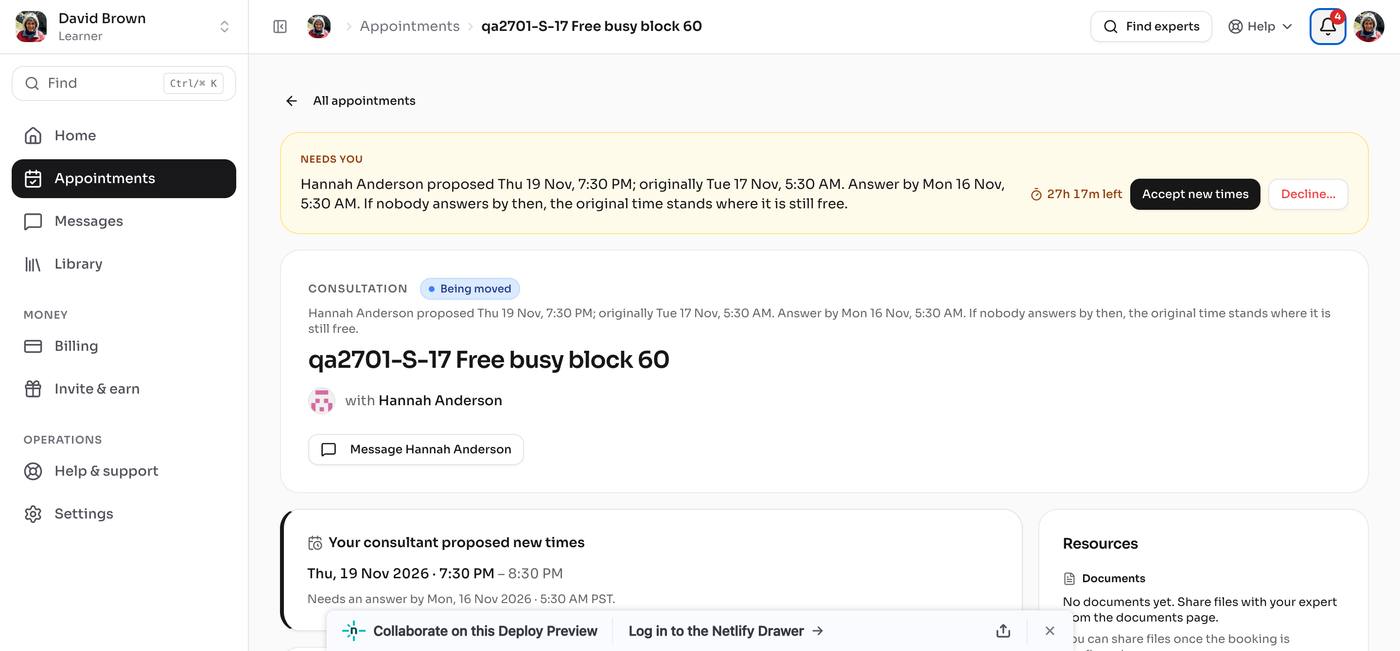 David Brown
Learner
Appointments
qa2701-S-17 Free busy block 60
Find experts
Help
4
Find
Ctrl/⌘ K
Home
Appointments
Messages
Library
MONEY
Billing
Invite & earn
OPERATIONS
Help & support
Settings
All appointments
NEEDS YOU
Hannah Anderson proposed Thu 19 Nov, 7:30 PM; originally Tue 17 Nov, 5:30 AM. Answer by Mon 16 Nov,
5:30 AM. If nobody answers by then, the original time stands where it is still free.
27h 17m left
Accept new times
Decline...
CONSULTATION
Being moved
Hannah Anderson proposed Thu 19 Nov, 7:30 PM; originally Tue 17 Nov, 5:30 AM. Answer by Mon 16 Nov, 5:30 AM. If nobody answers by then, the original time stands where it is
still free.
qa2701-S-17 Free busy block 60
with Hannah Anderson
Message Hannah Anderson
Your consultant proposed new times
Thu, 19 Nov 2026 · 7:30 PM – 8:30 PM
Needs an answer by Mon, 16 Nov 2026 · 5:30 AM PST.
Resources
Documents
No documents yet. Share files with your expert
from the documents page.
You can share files once the booking is
Collaborate on this Deploy Preview
Log in to the Netlify Drawer →